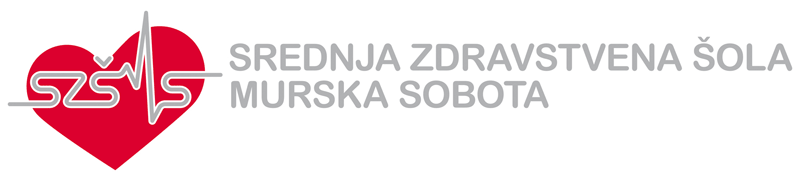 SZŠMS
SREDNJA ZDRAVSTVENA ŠOLA
MURSKA SOBOTA